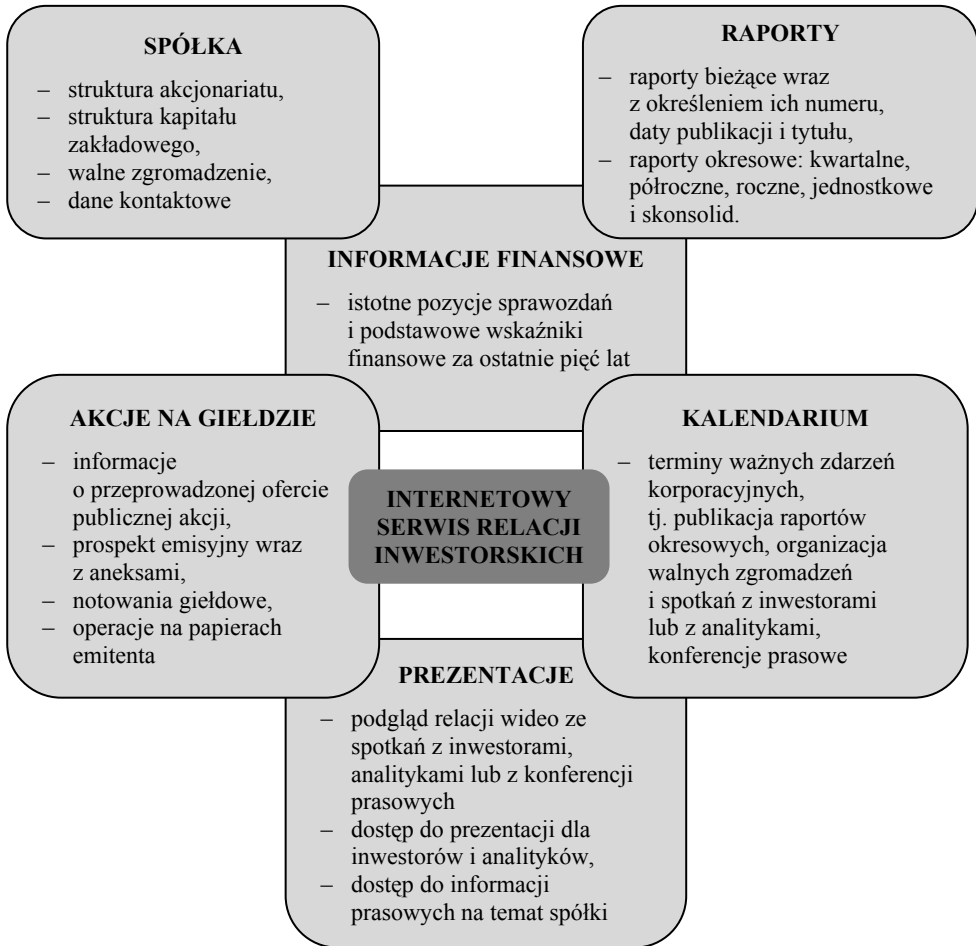 SPÓŁKA
– struktura akcjonariatu,
– struktura kapitału
zakładowego,
– walne zgromadzenie,
– dane kontaktowe
RAPORTY
– raporty bieżące wraz
z określeniem ich numeru,
daty publikacji i tytułu,
– raporty okresowe: kwartalne,
półroczne, roczne, jednostkowe
i skonsolid.
INFORMACJE FINANSOWE
– istotne pozycje sprawozdań
i podstawowe wskaźniki
finansowe za ostatnie pięć lat
AKCJE NA GIEŁDZIE
– informacje
o przeprowadzonej ofercie
publicznej akcji,
– prospekt emisyjny wraz
z aneksami,
– notowania giełdowe,
– operacje na papierach
emitenta
INTERNETOWY
SERWIS RELACJI
INWESTORSKICH
KALENDARIUM
– terminy ważnych zdarzeń
korporacyjnych,
tj. publikacja raportów
okresowych, organizacja
walnych zgromadzeń
i spotkań z inwestorami
lub z analitykami,
konferencje prasowe
PREZENTACJE
– podgląd relacji wideo ze
spotkań z inwestorami,
analitykami lub z konferencji
prasowych
– dostęp do prezentacji dla
inwestorów i analityków,
– dostęp do informacji
prasowych na temat spółki